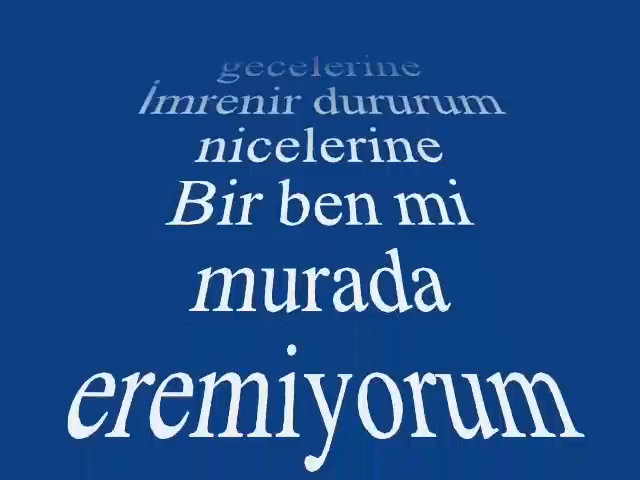 gecelerine
İmrenir dururum
nicelerine
Bir ben mi
murada
eremiyorum